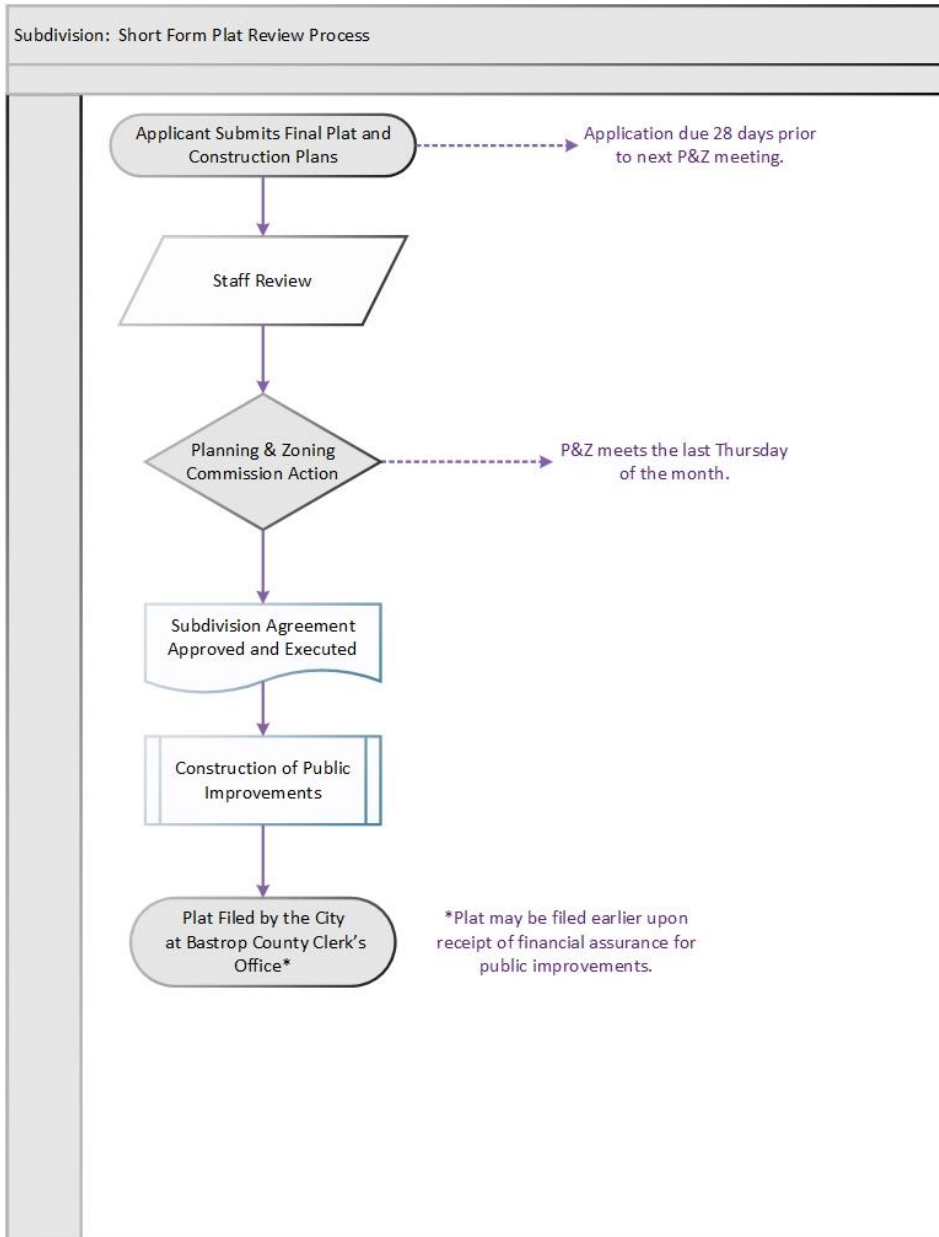 Subdivision: Short Form Plat Review Process
Applicant Submits Final Plat and
Construction Plans
Application due 28 days prior
to next P&Z meeting.
Staff Review
Planning & Zoning
Commission Action
P&Z meets the last Thursday
of the month.
Subdivision Agreement
Approved and Executed
Construction of Public
Improvements
Plat Filed by the City
at Bastrop County Clerk's
Office*
*Plat may be filed earlier upon
receipt of financial assurance for
public improvements.